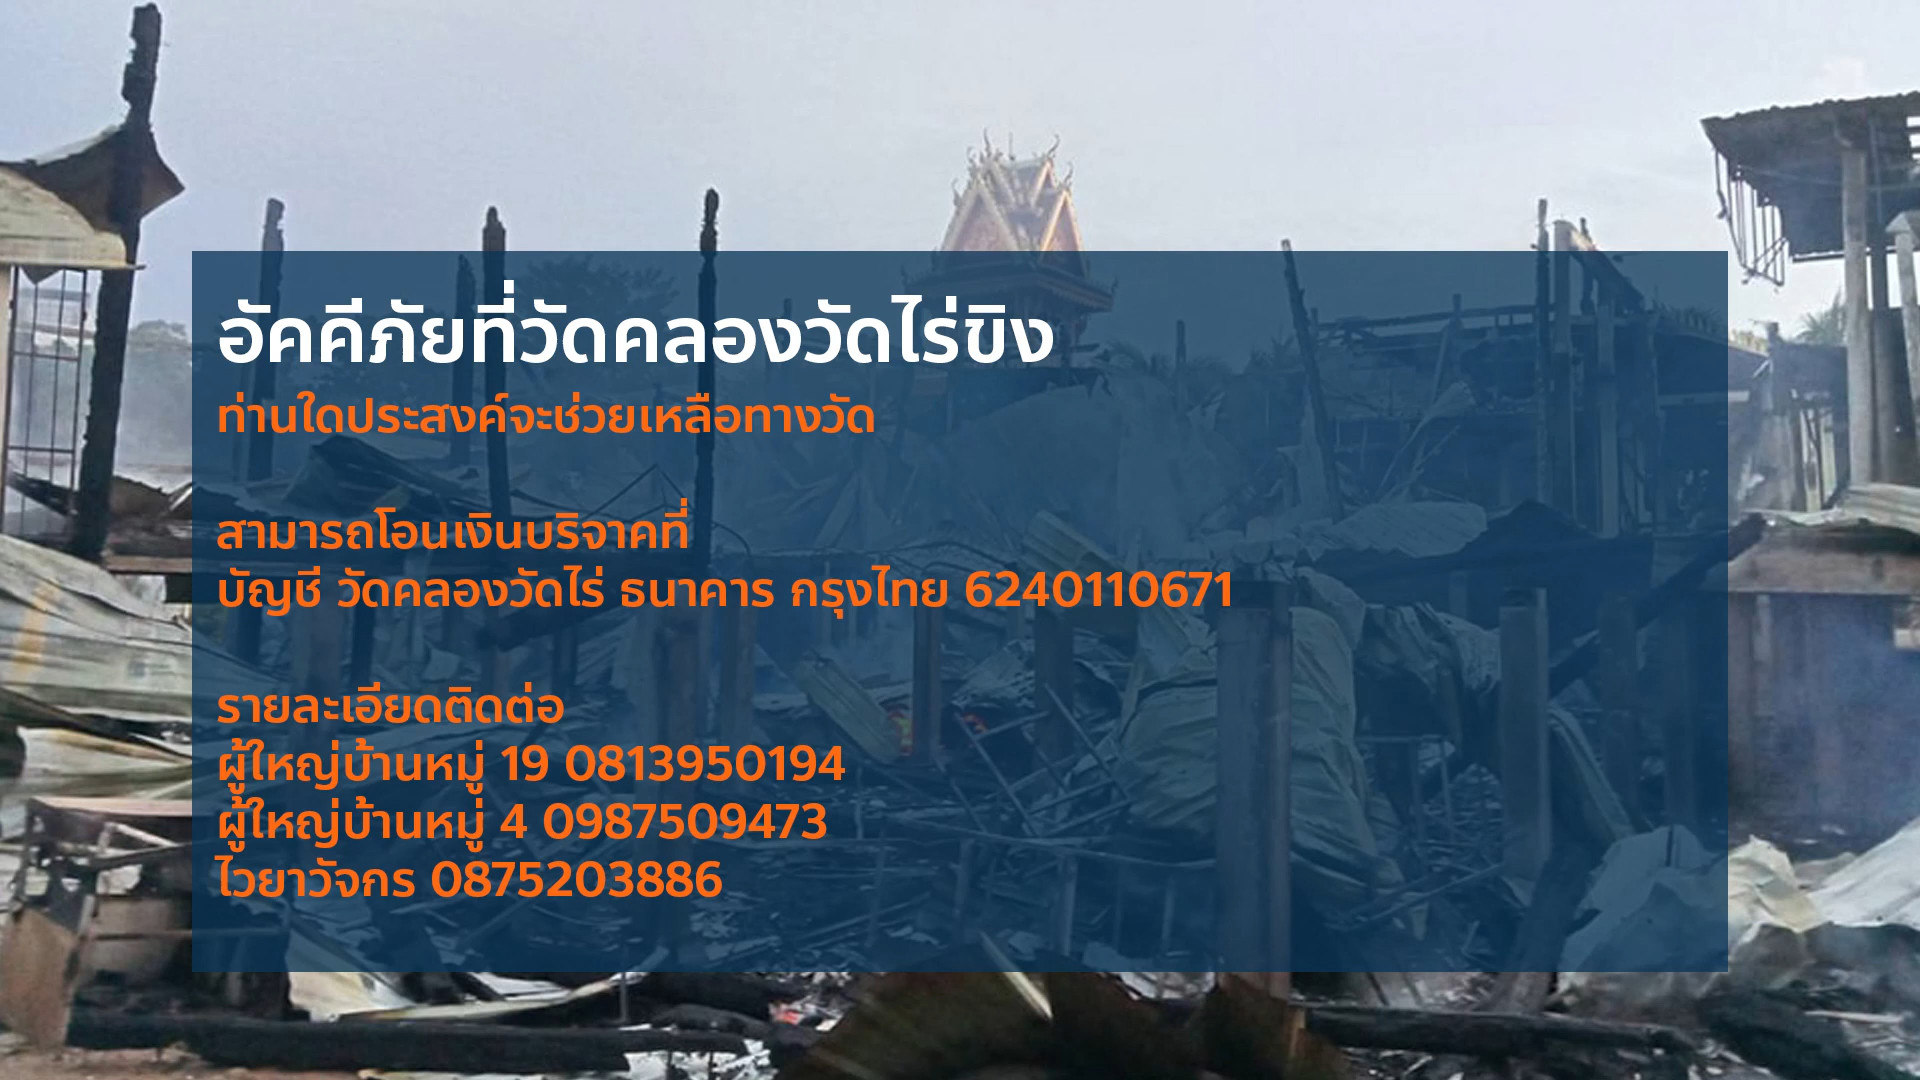 อัคคีภัยที่วัดคลองวัดไร่ขิง
ท่านใดประสงค์จะช่วยเหลือทางวัด
สามารถโอนเงินบริจาคที่
บัญชี วัดคลองวัดไร่ ธนาคาร กรุงไทย 6240110671
รายละเอียดติดต่อ
ผู้ใหญ่บ้านหมู่ 19 0813950194
ผู้ใหญ่บ้านหมู่ 4 0987509473
ไวยาวัจกร 0875203886